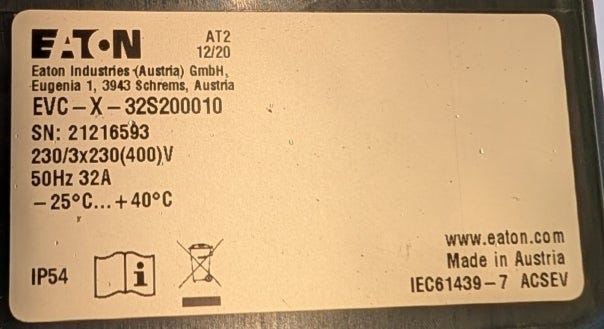 EATON
AT2
12/20
Eaton Industries (Austria) GmbH,
Eugenia 1, 3943 Schrems, Austria
EVC-X-32S200010
SN: 21216593
230/3x230(400)V
50Hz 32A
-25°C...+40°C
IP54
i
www.eaton.com
Made in Austria
IEC61439-7 ACSEV